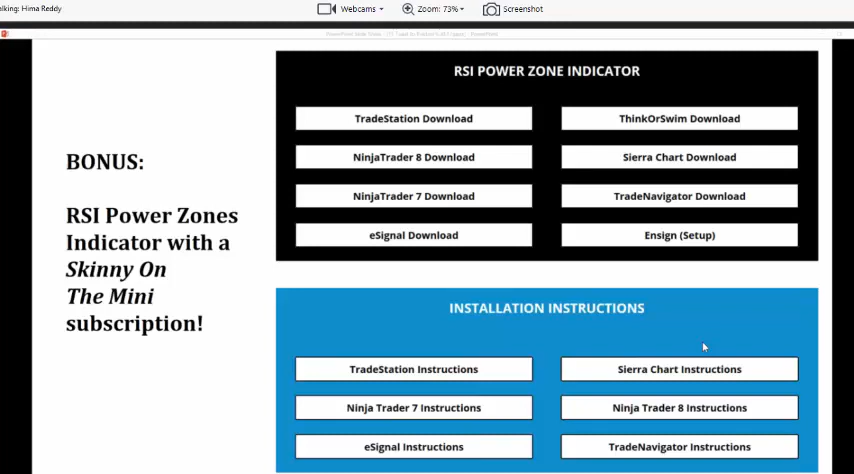 alking: Hima Reddy
Webcams
Zoom: 73%
Screenshot
BONUS:
RSI Power Zones
Indicator with a
Skinny On
The Mini
subscription!
RSI POWER ZONE INDICATOR
TradeStation Download
ThinkOrSwim Download
NinjaTrader 8 Download
Sierra Chart Download
NinjaTrader 7 Download
TradeNavigator Download
eSignal Download
Ensign (Setup)
INSTALLATION INSTRUCTIONS
TradeStation Instructions
Sierra Chart Instructions
Ninja Trader 7 Instructions
Ninja Trader 8 Instructions
eSignal Instructions
TradeNavigator Instructions